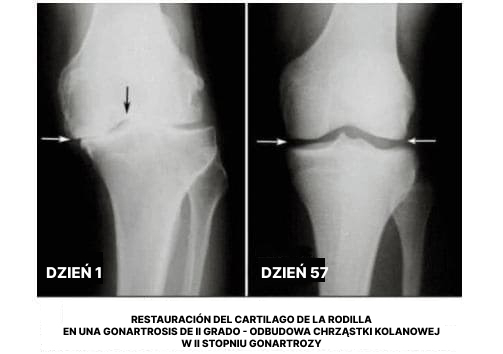 DZIEŃ 1
DZIEŃ 57
RESTAURACIÓN DEL CARTILAGO DE LA RODILLA
EN UNA GONARTROSIS DE II GRADO - ODBUDOWA CHRZĄSTKI KOLANOWEJ
W II STOPNIU GONARTROZY